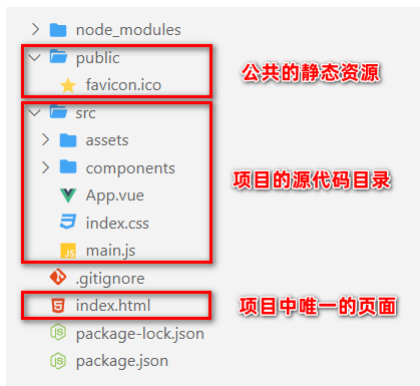 node_modules
public
favicon.ico
公共的静态资源
src
assets
components
项目的源代码目录
App.vue
index.css
JS main.js
.gitignore
index.html
项目中唯一的页面
package-lock.json
package.json